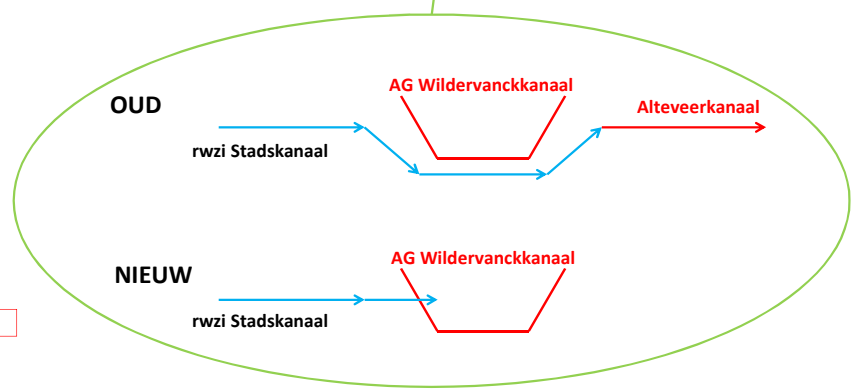 AG Wildervanckkanaal
OUD
Alteveerkanaal
rwzi Stadskanaal
AG Wildervanckkanaal
NIEUW
rwzi Stadskanaal